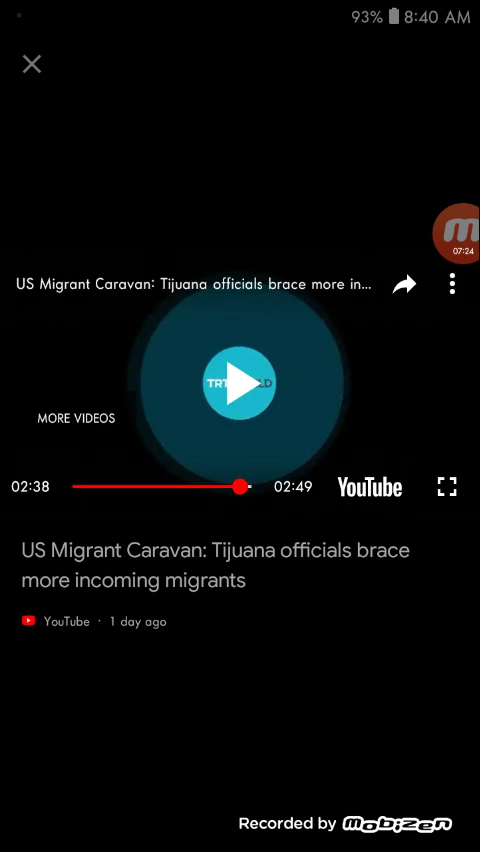 93% 8:40 AM
07:24
US Migrant Caravan: Tijuana officials brace more in...
MORE VIDEOS
02:38
02:49
YouTube
US Migrant Caravan: Tijuana officials brace
more incoming migrants
YouTube · 1 day ago
Recorded by mobizen